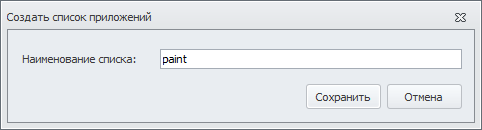 Создать список приложений
Наименование списка: paint
Сохранить Отмена